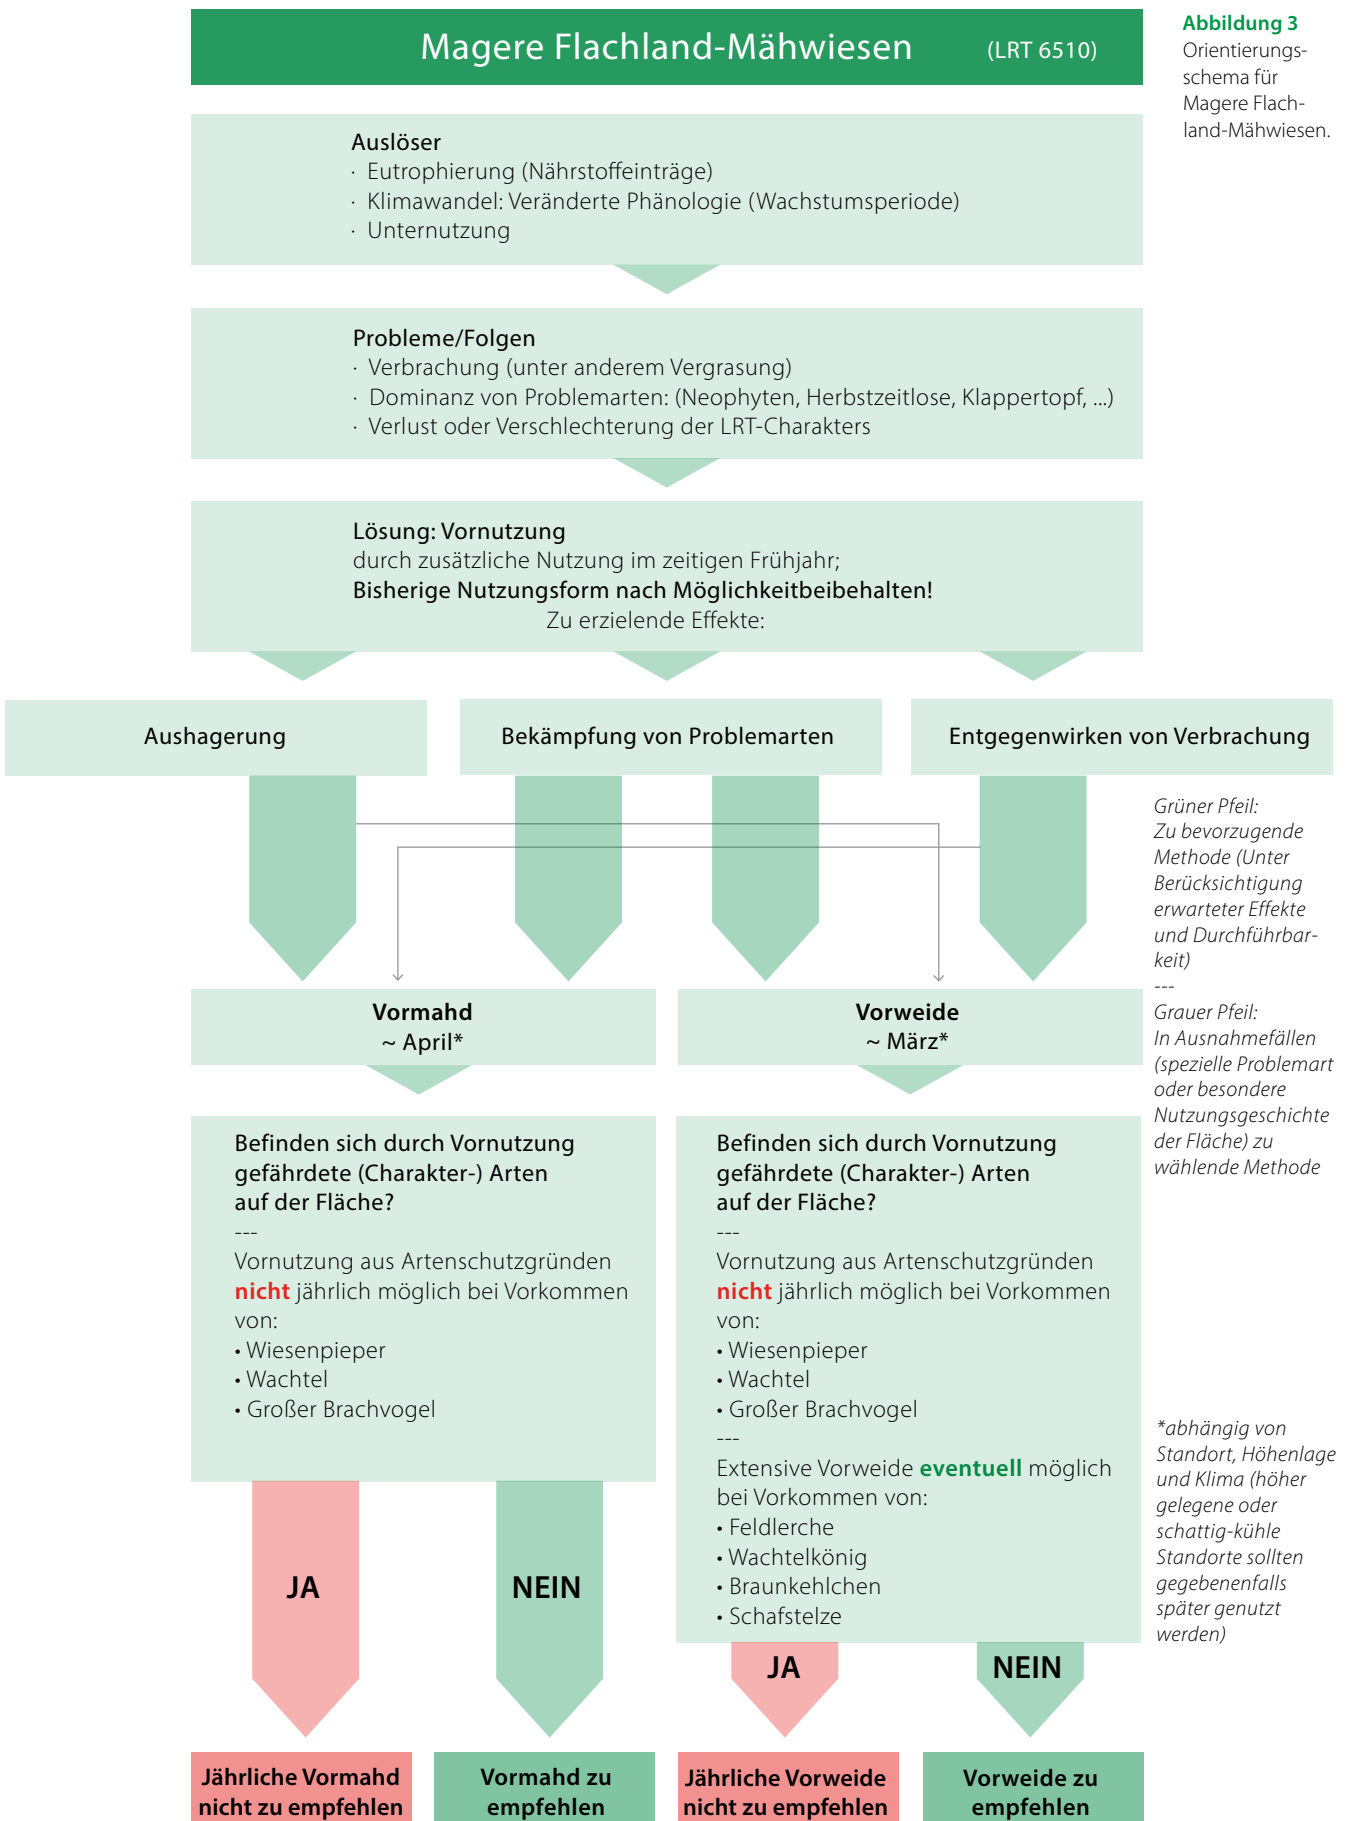 Magere Flachland-Mähwiesen (LRT 6510)
Abbildung 3
Orientierungs-
schema für
Magere Flach-
land-Mähwiesen.
Auslöser
· Eutrophierung (Nährstoffeinträge)
· Klimawandel: Veränderte Phänologie (Wachstumsperiode)
· Unternutzung
Probleme/Folgen
· Verbrachung (unter anderem Vergrasung)
· Dominanz von Problemarten: (Neophyten, Herbstzeitlose, Klappertopf, ...)
· Verlust oder Verschlechterung der LRT-Charakters
Lösung: Vornutzung
durch zusätzliche Nutzung im zeitigen Frühjahr;
Bisherige Nutzungsform nach Möglichkeitbeibehalten!
Zu erzielende Effekte:
Aushagerung
Bekämpfung von Problemarten
Entgegenwirken von Verbrachung
Grüner Pfeil:
Zu bevorzugende
Methode (Unter
Berücksichtigung
erwarteter Effekte
und Durchführbar-
keit)
---
Grauer Pfeil:
In Ausnahmefällen
(spezielle Problemart
oder besondere
Nutzungsgeschichte
der Fläche) zu
wählende Methode
Vormahd
~ April*
Vorweide
~ März*
Befinden sich durch Vornutzung
gefährdete (Charakter-) Arten
auf der Fläche?
---
Vornutzung aus Artenschutzgründen
nicht jährlich möglich bei Vorkommen
von:
• Wiesenpieper
• Wachtel
• Großer Brachvogel
JA
NEIN
Befinden sich durch Vornutzung
gefährdete (Charakter-) Arten
auf der Fläche?
---
Vornutzung aus Artenschutzgründen
nicht jährlich möglich bei Vorkommen
von:
• Wiesenpieper
• Wachtel
• Großer Brachvogel
---
Extensive Vorweide eventuell möglich
bei Vorkommen von:
• Feldlerche
• Wachtelkönig
• Braunkehlchen
• Schafstelze
JA
NEIN
*abhängig von
Standort, Höhenlage
und Klima (höher
gelegene oder
schattig-kühle
Standorte sollten
gegebenenfalls
später genutzt
werden)
Jährliche Vormahd
nicht zu empfehlen
Vormahd zu
empfehlen
Jährliche Vorweide
nicht zu empfehlen
Vorweide zu
empfehlen